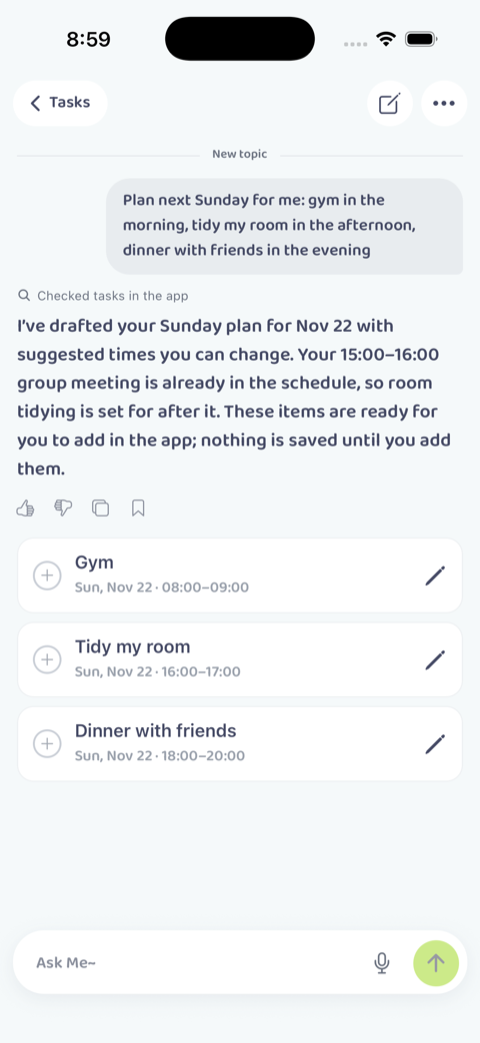 8:59
Tasks
New topic
Plan next Sunday for me: gym in the
morning, tidy my room in the afternoon,
dinner with friends in the evening
Checked tasks in the app
I've drafted your Sunday plan for Nov 22 with
suggested times you can change. Your 15:00–16:00
group meeting is already in the schedule, so room
tidying is set for after it. These items are ready for
you to add in the app; nothing is saved until you add
them.
Gym
Sun, Nov 22 · 08:00–09:00
Tidy my room
Sun, Nov 22 · 16:00–17:00
Dinner with friends
Sun, Nov 22 · 18:00–20:00
Ask Me~